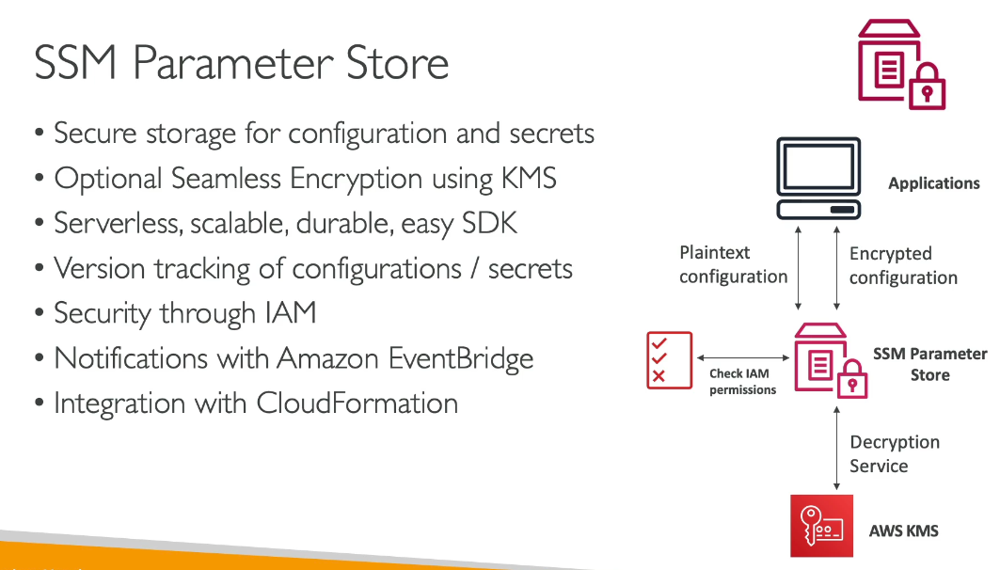 SSM Parameter Store
• Secure storage for configuration and secrets
• Optional Seamless Encryption using KMS
• Serverless, scalable, durable, easy SDK
• Version tracking of configurations / secrets
• Security through IAM
• Notifications with Amazon EventBridge
• Integration with CloudFormation
Applications
Plaintext
configuration
Encrypted
configuration
Check IAM
permissions
SSM Parameter
Store
Decryption
Service
AWS KMS